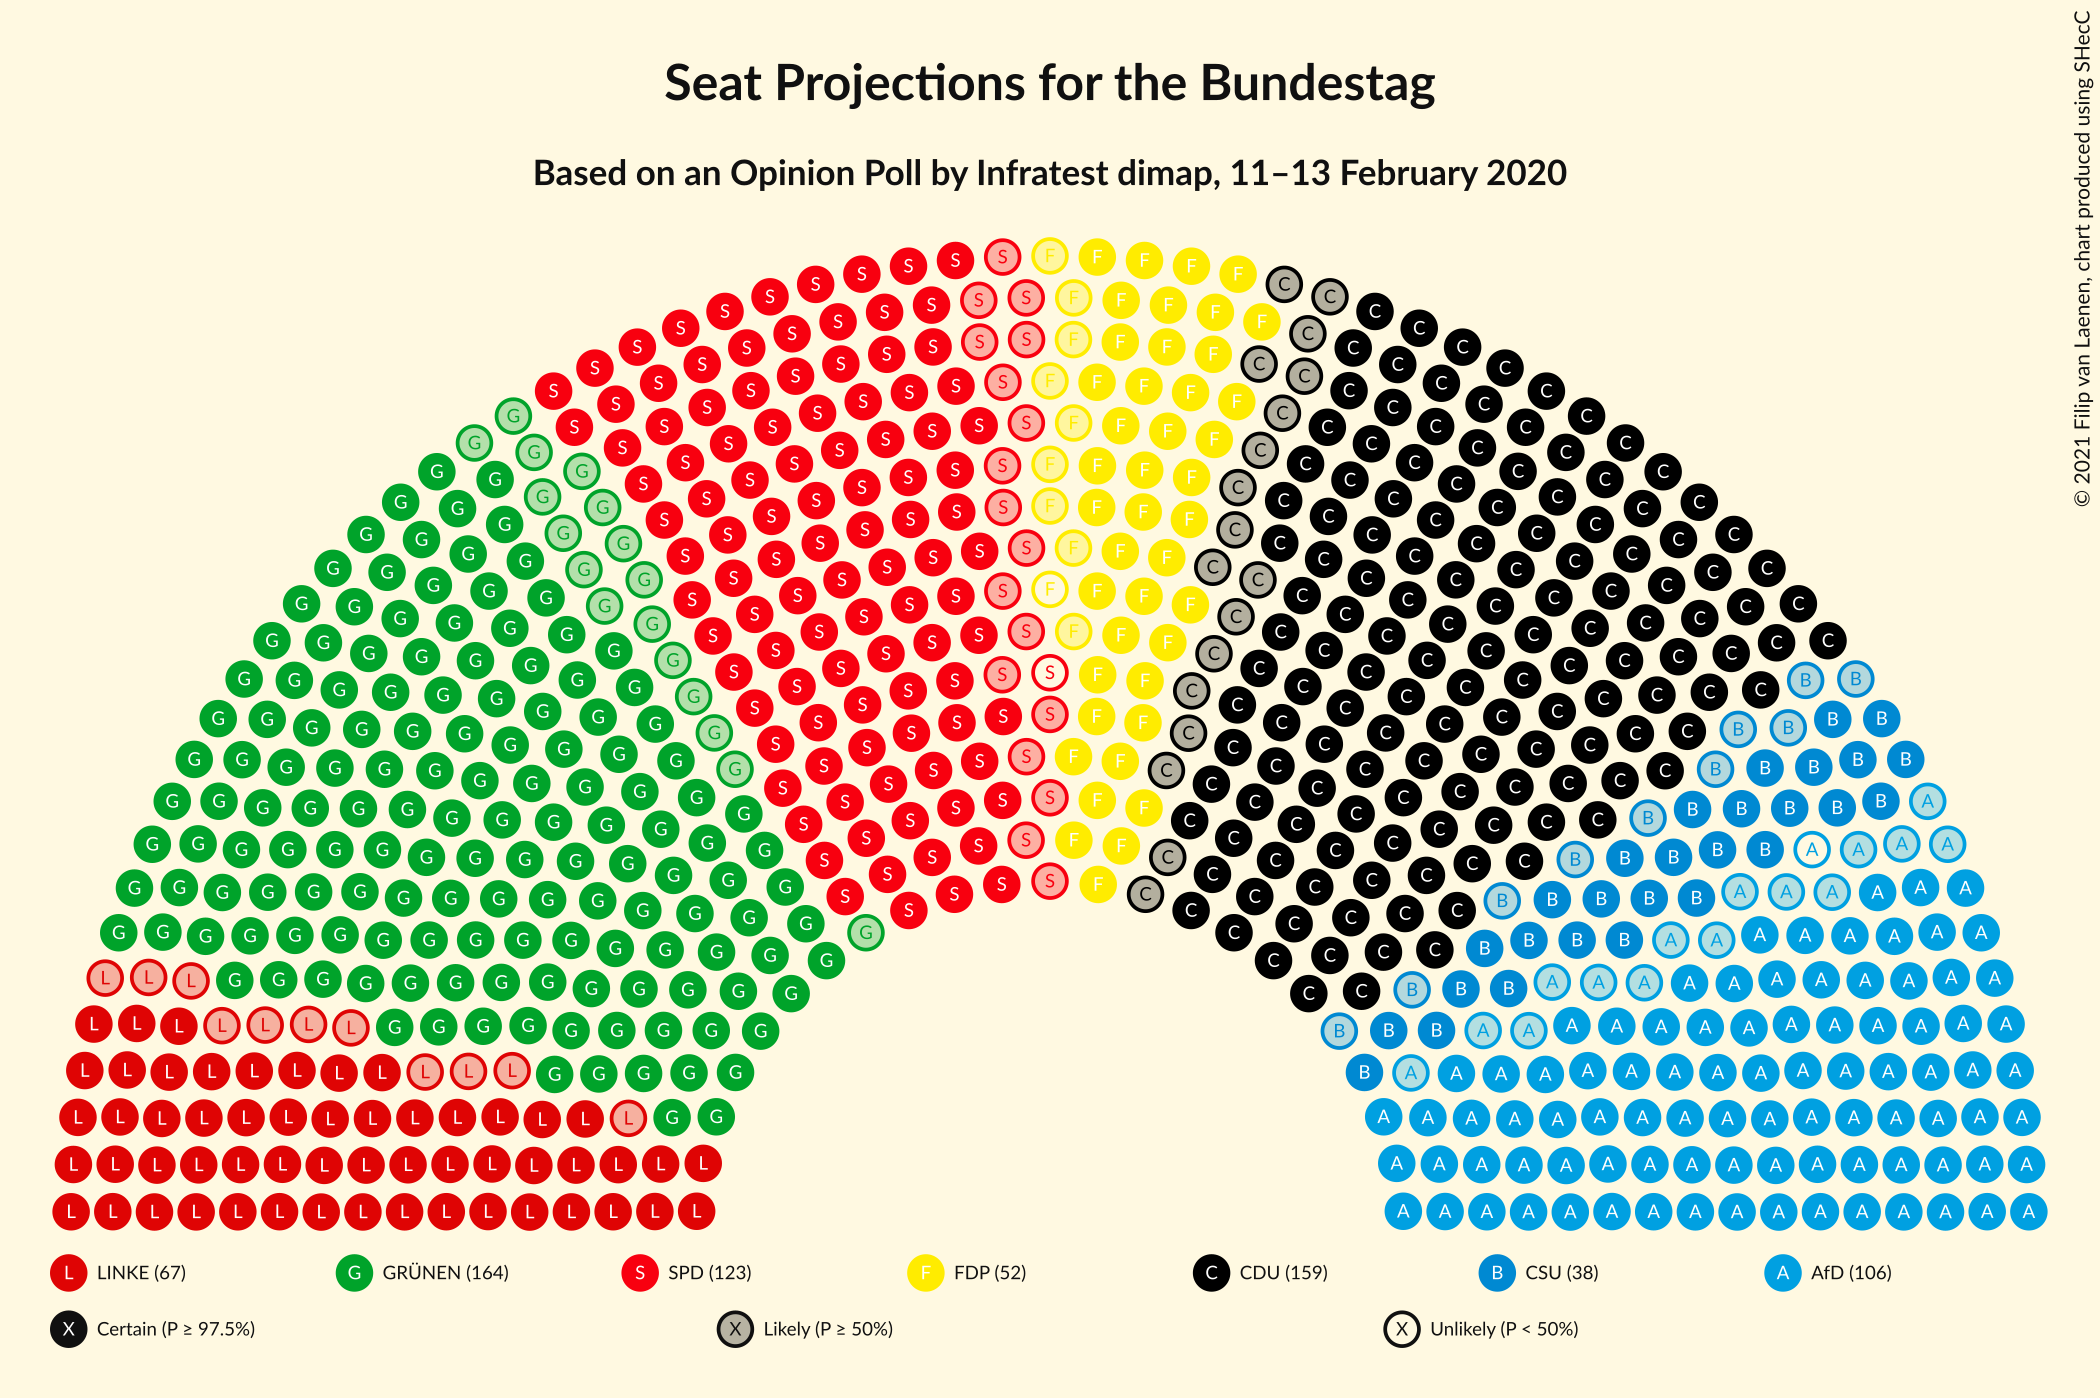 Seat Projections for the Bundestag
Based on an Opinion Poll by Infratest dimap, 11–13 February 2020
© 2021 Filip van Laenen, chart produced using SHecC
L LINKE (67) G GRÜNEN (164) S SPD (123) F FDP (52) C CDU (159) B CSU (38) A AfD (106)
X Certain (P ≥ 97.5%) X Likely (P ≥ 50%) X Unlikely (P < 50%)